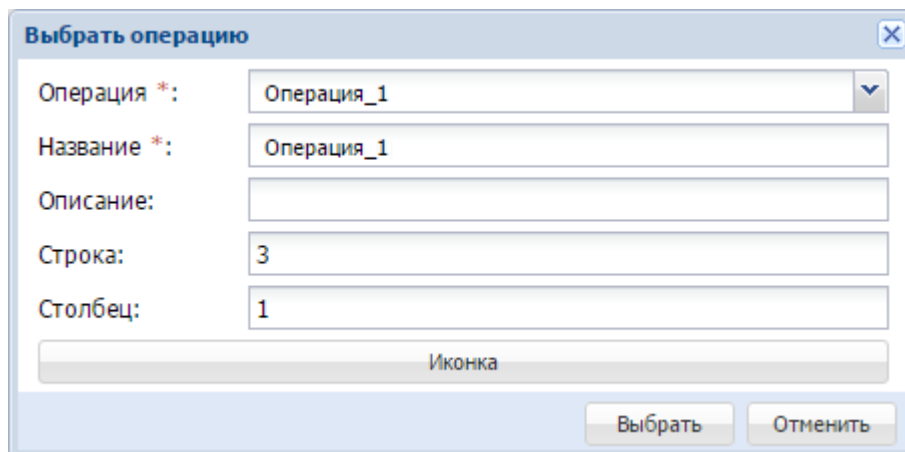 Выбрать операцию
Операция *: Операция_1
Название *: Операция_1
Описание:
Строка: 3
Столбец: 1
Иконка
Выбрать Отменить